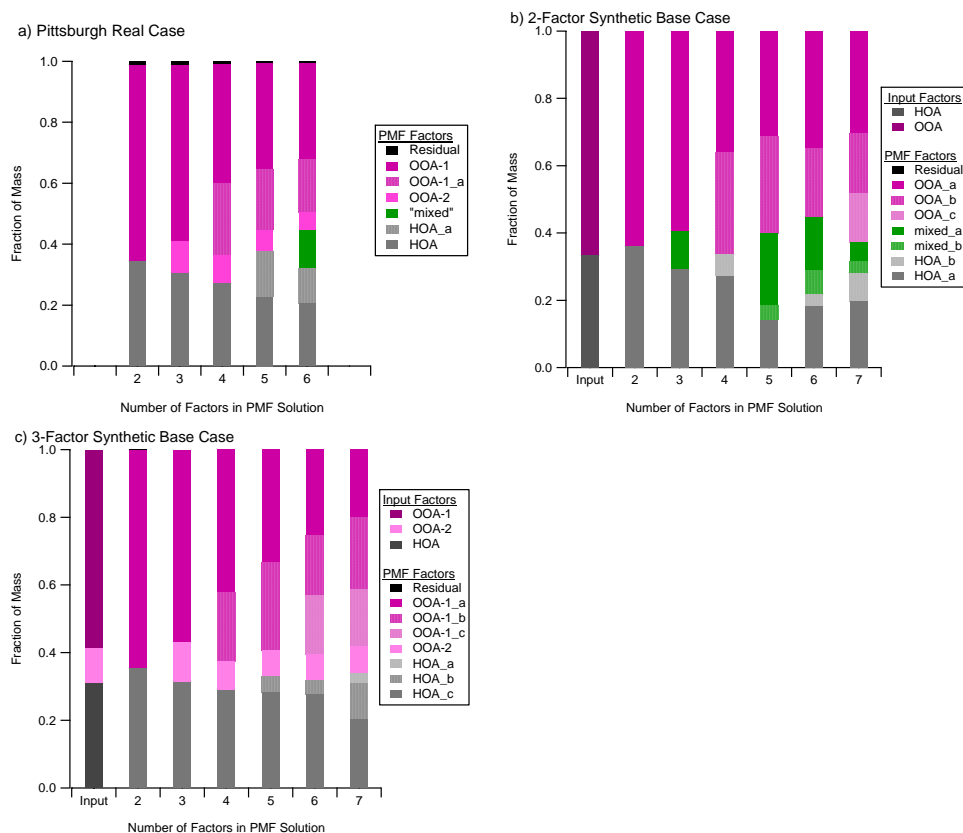 a) Pittsburgh Real Case
1.0
0.8
0.6
0.4
0.2
0.0
Fraction of Mass
2 3 4 5 6
Number of Factors in PMF Solution
PMF Factors
Residual
OOA-1
OOA-1_a
OOA-2
"mixed"
HOA_a
HOA
b) 2-Factor Synthetic Base Case
1.0
0.8
0.6
0.4
0.2
0.0
Fraction of Mass
Input 2 3 4 5 6 7
Number of Factors in PMF Solution
Input Factors
HOA
OOA
PMF Factors
Residual
OOA_a
OOA_b
OOA_c
mixed_a
mixed_b
HOA_b
HOA_a
c) 3-Factor Synthetic Base Case
1.0
0.8
0.6
0.4
0.2
0.0
Fraction of Mass
Input 2 3 4 5 6 7
Number of Factors in PMF Solution
Input Factors
OOA-1
OOA-2
HOA
PMF Factors
Residual
OOA-1_a
OOA-1_b
OOA-1_c
OOA-2
HOA_a
HOA_b
HOA_c